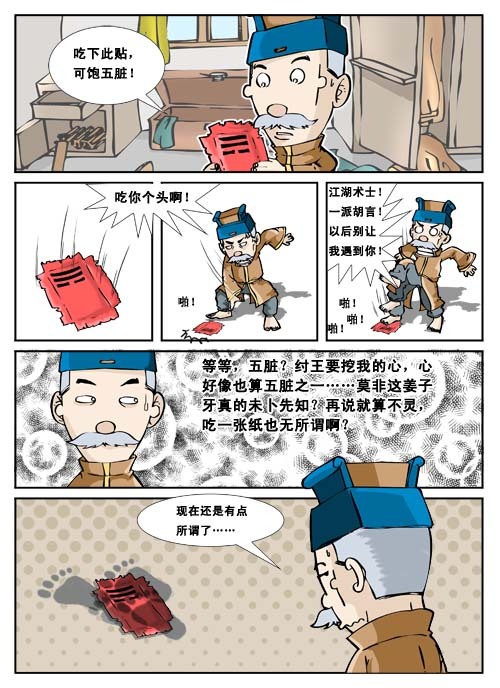 吃下此贴，
可饱五脏！
吃你个头啊！
啪！
啪！
江湖术士！
一派胡言！
以后别让
我遇到你！
啪！
啪！
啪！
等等，五脏？纣王要挖我的心，心
好像也算五脏之一……莫非这姜子
牙真的未卜先知？再说就算不灵，
吃一张纸也无所谓啊？
现在还是有点
所谓了……